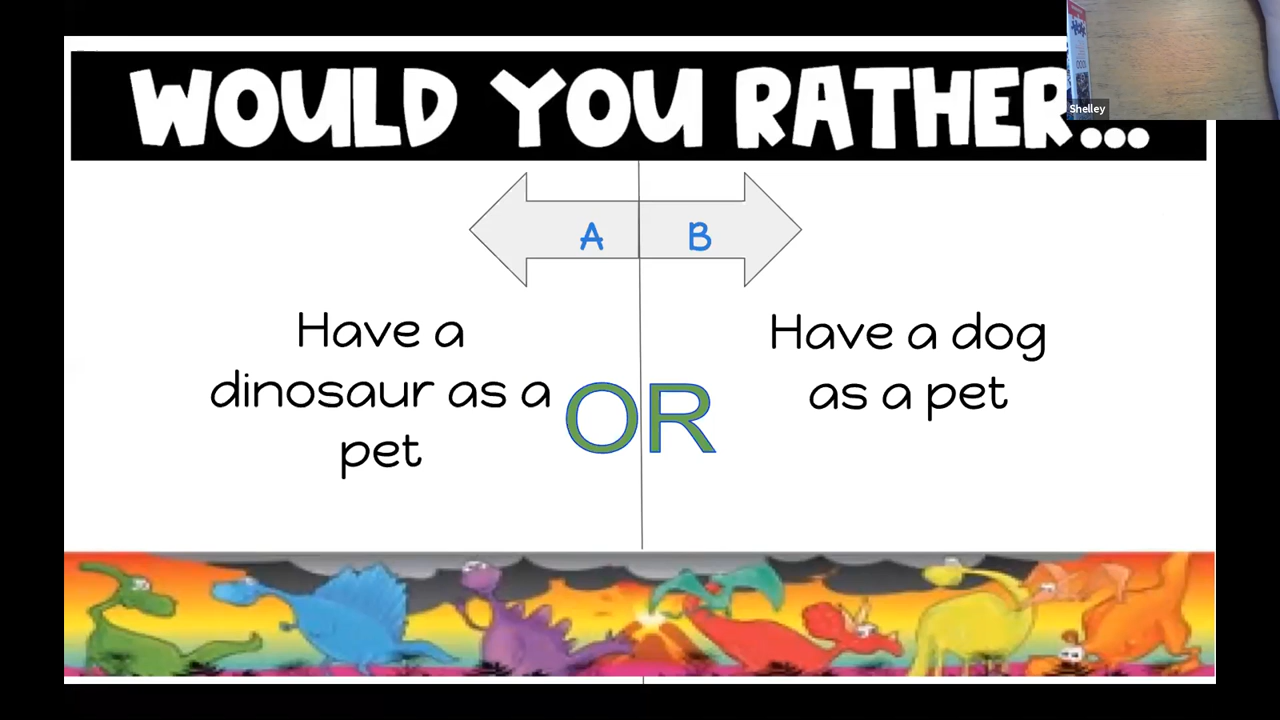 WOULD YOU RATHER...
Shelley
A
B
Have a
dinosaur as a
pet
OR
Have a dog
as a pet